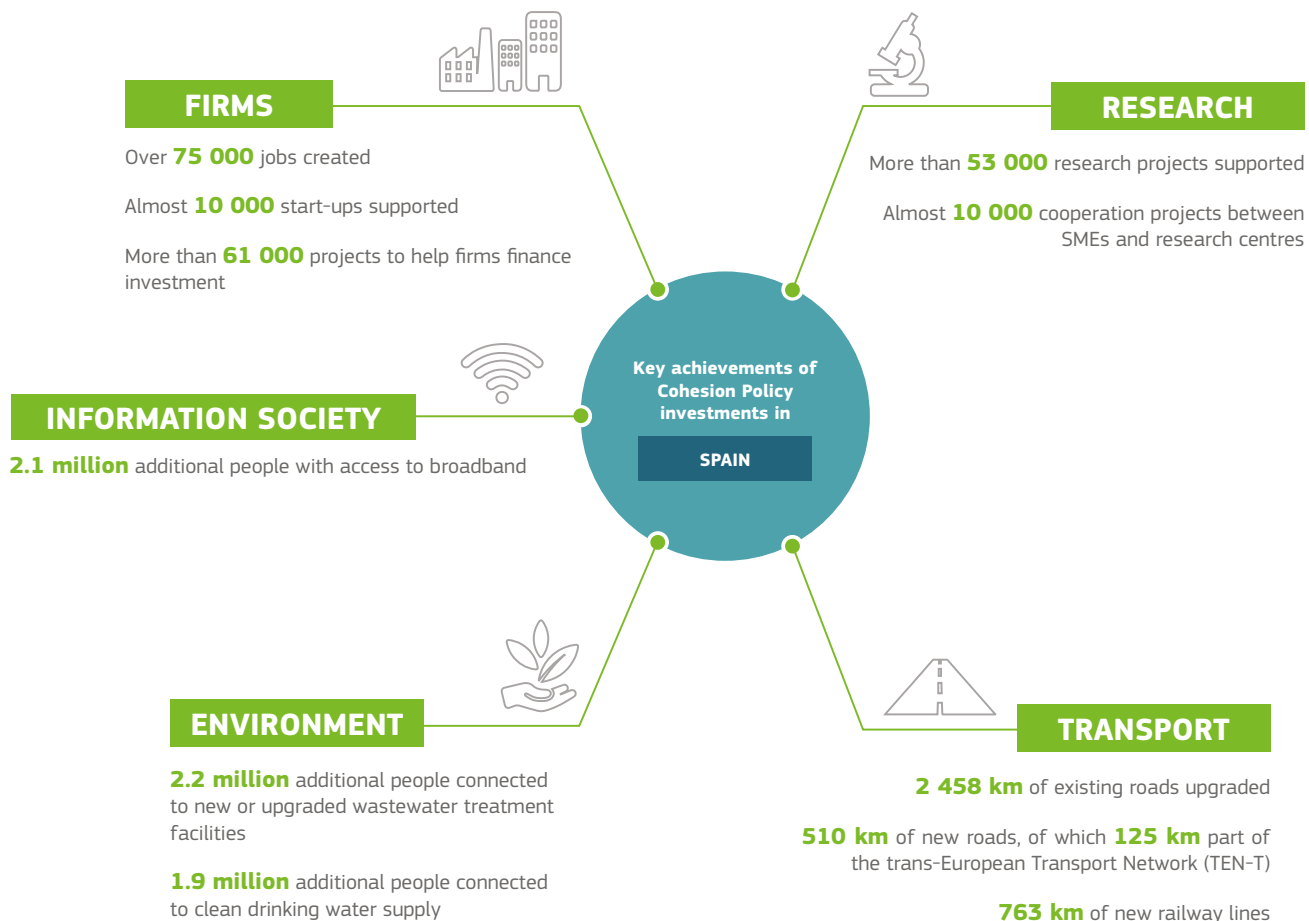 FIRMS
Over 75 000 jobs created
Almost 10 000 start-ups supported
More than 61 000 projects to help firms finance
investment
RESEARCH
More than 53 000 research projects supported
Almost 10 000 cooperation projects between
SMEs and research centres
Key achievements of
Cohesion Policy
investments in
SPAIN
INFORMATION SOCIETY
2.1 million additional people with access to broadband
ENVIRONMENT
2.2 million additional people connected
to new or upgraded wastewater treatment
facilities
1.9 million additional people connected
to clean drinking water supply
TRANSPORT
2 458 km of existing roads upgraded
510 km of new roads, of which 125 km part of
the trans-European Transport Network (TEN-T)
763 km of new railway lines